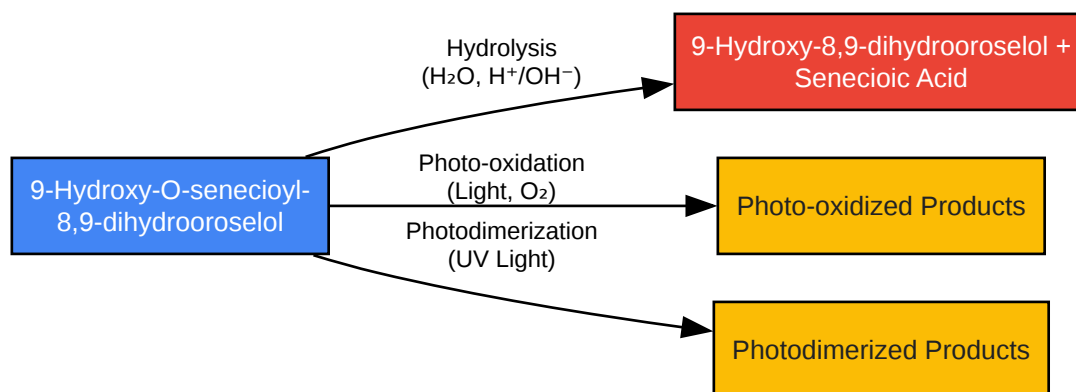 Hydrolysis
(H₂O, H⁺/OH⁻)
9-Hydroxy-8,9-dihydrooroselol +
Senecioic Acid
9-Hydroxy-O-senecioyl-
8,9-dihydrooroselol
Photo-oxidation
(Light, O₂)
Photo-oxidized Products
Photodimerization
(UV Light)
Photodimerized Products